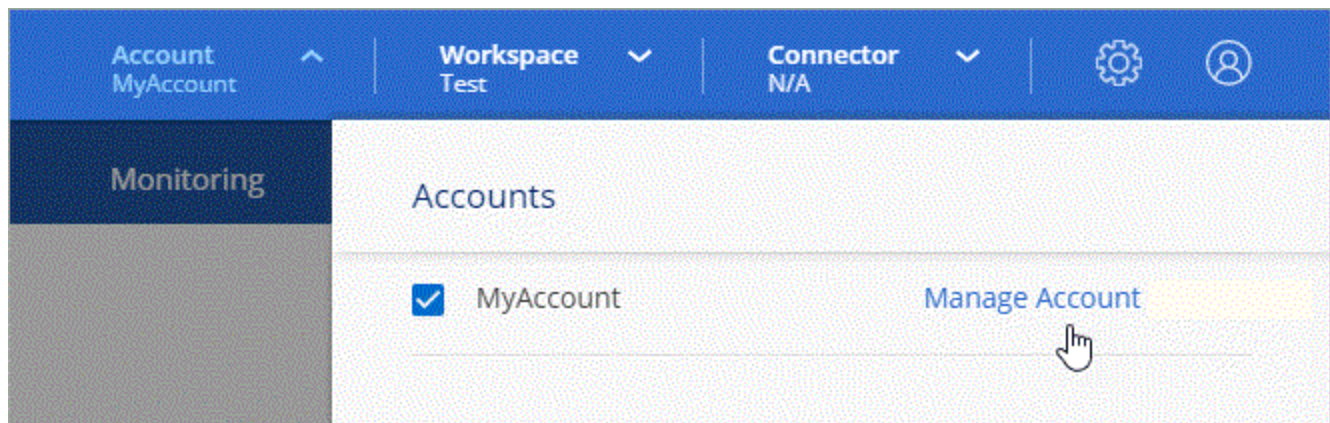 Account
MyAccount
Workspace
Test
Connector
N/A
Monitoring
Accounts
MyAccount
Manage Account